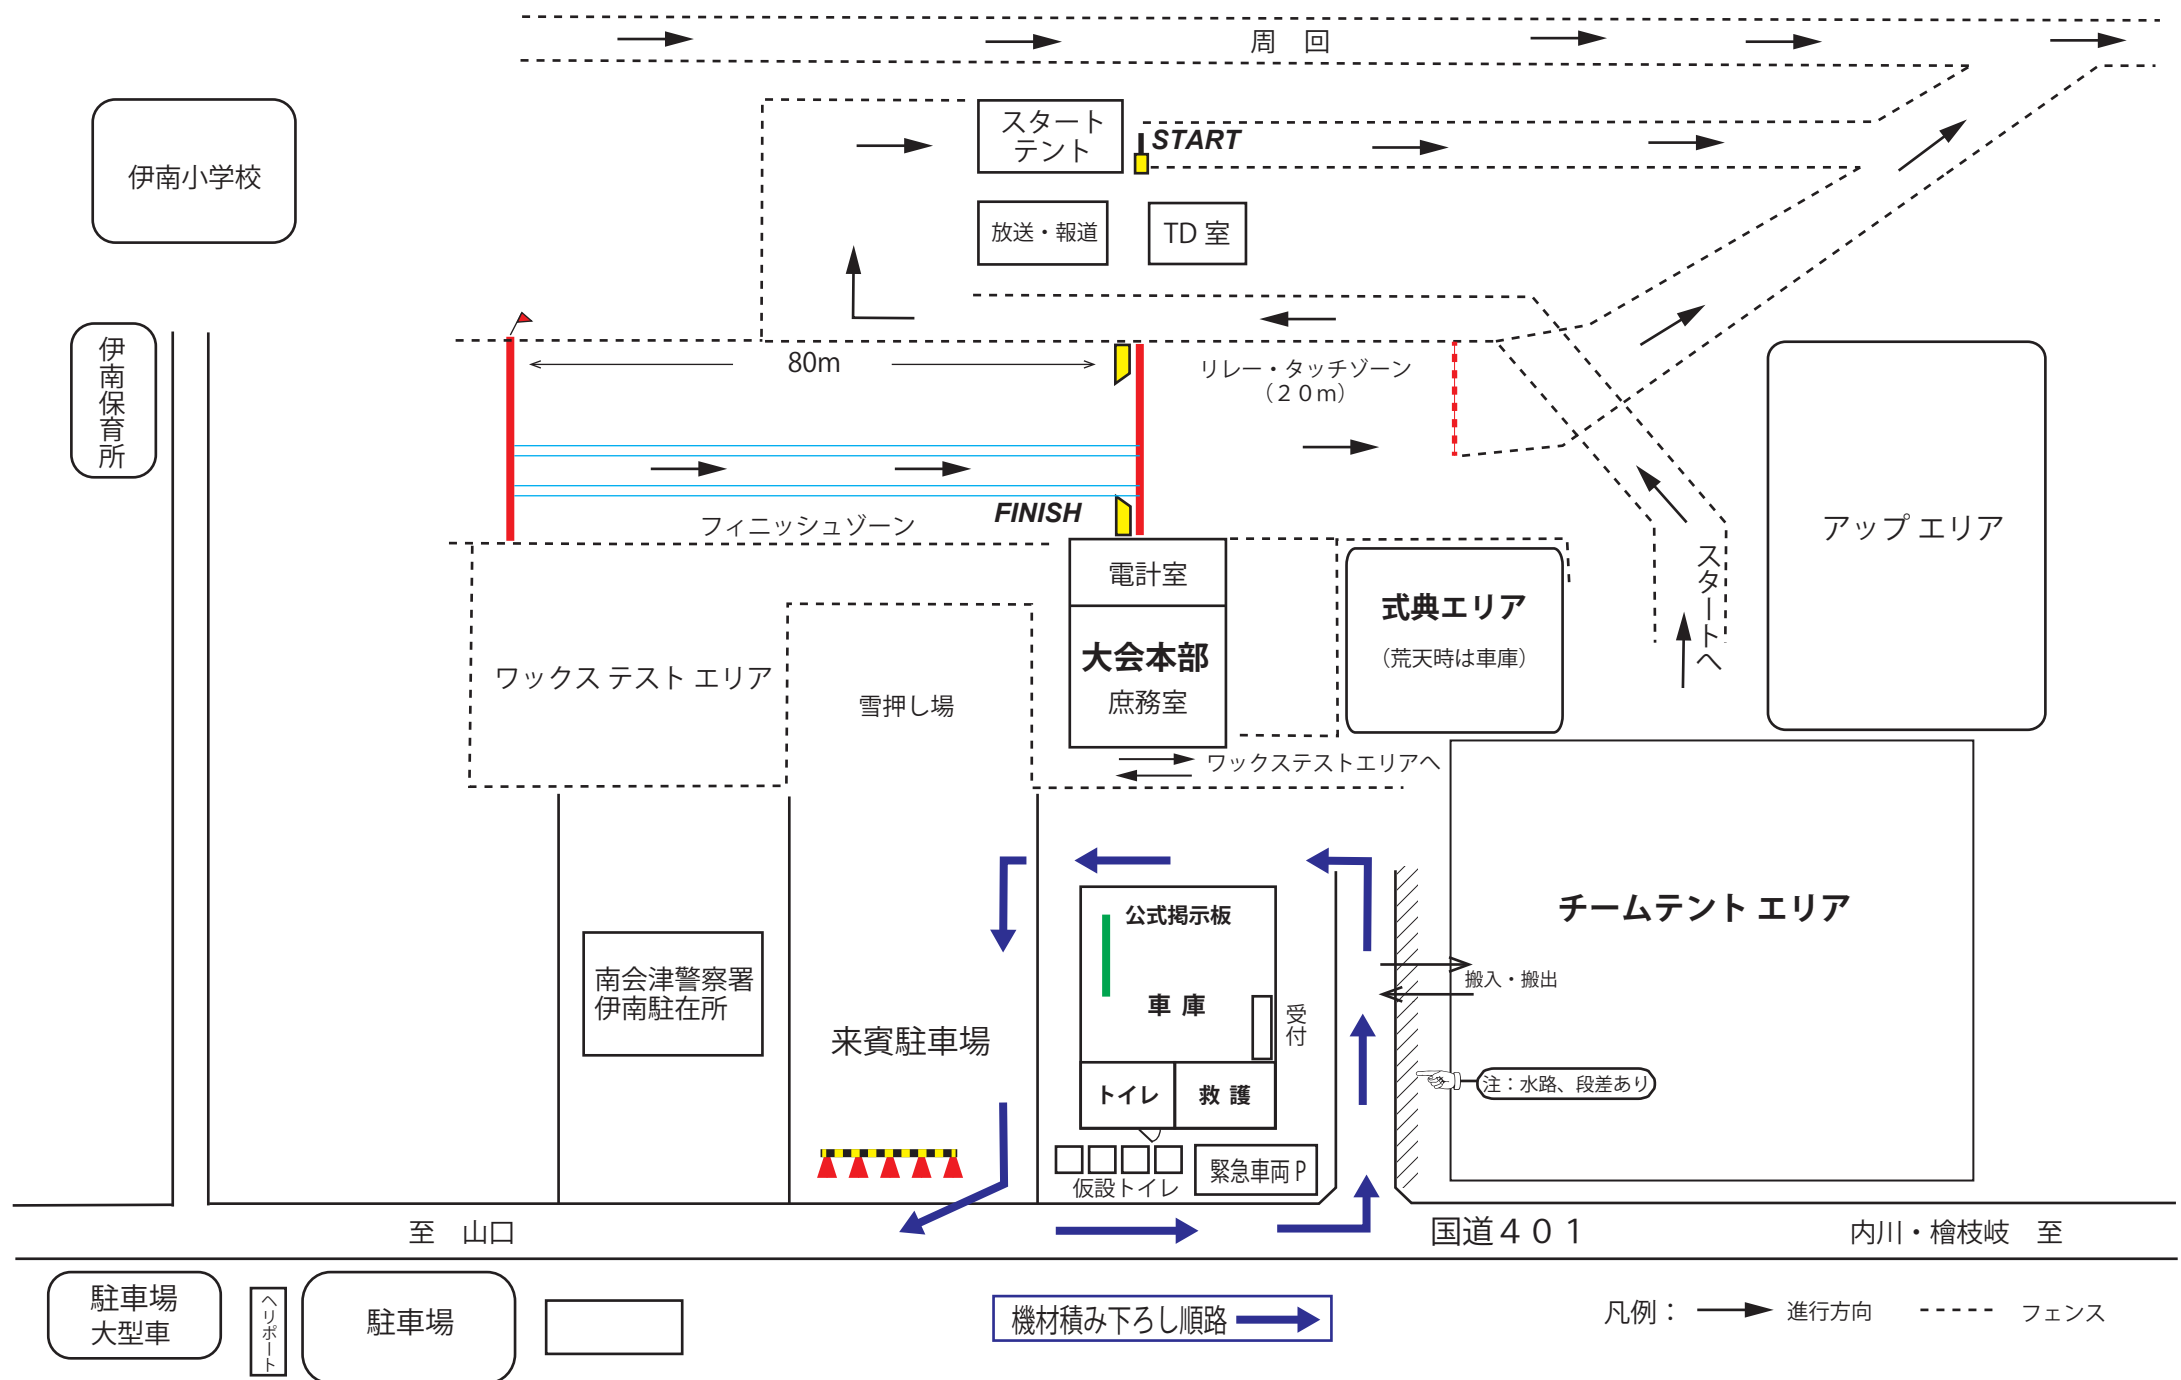 周　回
スタート
テント
START
伊南小学校
放送・報道
TD 室
伊南保育所
80m
リレー・タッチゾーン
（２０ｍ）
FINISH
フィニッシュゾーン
アップ エリア
スタートへ
電計室
大会本部
庶務室
式典エリア
（荒天時は車庫）
ワックス テスト エリア
雪押し場
ワックステストエリアへ
公式掲示板
チームテント エリア
南会津警察署
伊南駐在所
搬入・搬出
車 庫
受付
来賓駐車場
トイレ
救 護
注：水路、段差あり
仮設トイレ
緊急車両 P
至　山口
国道４０１
内川・檜枝岐　至
駐車場
大型車
ヘリポート
駐車場
機材積み下ろし順路
凡例：
進行方向
フェンス